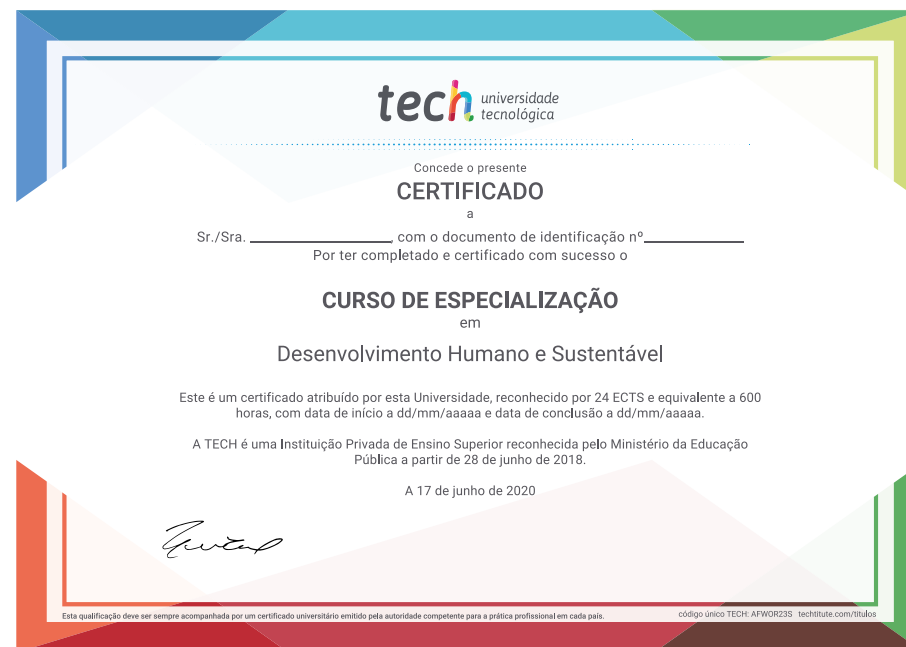 tech universidade
tecnológica
Concede o presente
CERTIFICADO
a
Sr./Sra. ________________, com o documento de identificação nº____________
Por ter completado e certificado com sucesso o
CURSO DE ESPECIALIZAÇÃO
em
Desenvolvimento Humano e Sustentável
Este é um certificado atribuído por esta Universidade, reconhecido por 24 ECTS e equivalente a 600
horas, com data de início a dd/mm/aaaaa e data de conclusão a dd/mm/aaaaa.
A TECH é uma Instituição Privada de Ensino Superior reconhecida pelo Ministério da Educação
Pública a partir de 28 de junho de 2018.
A 17 de junho de 2020
Esta qualificação deve ser sempre acompanhada por um certificado universitário emitido pela autoridade competente para a prática profissional em cada país.
código único TECH: AFWOR23S techtitute.com/titulos